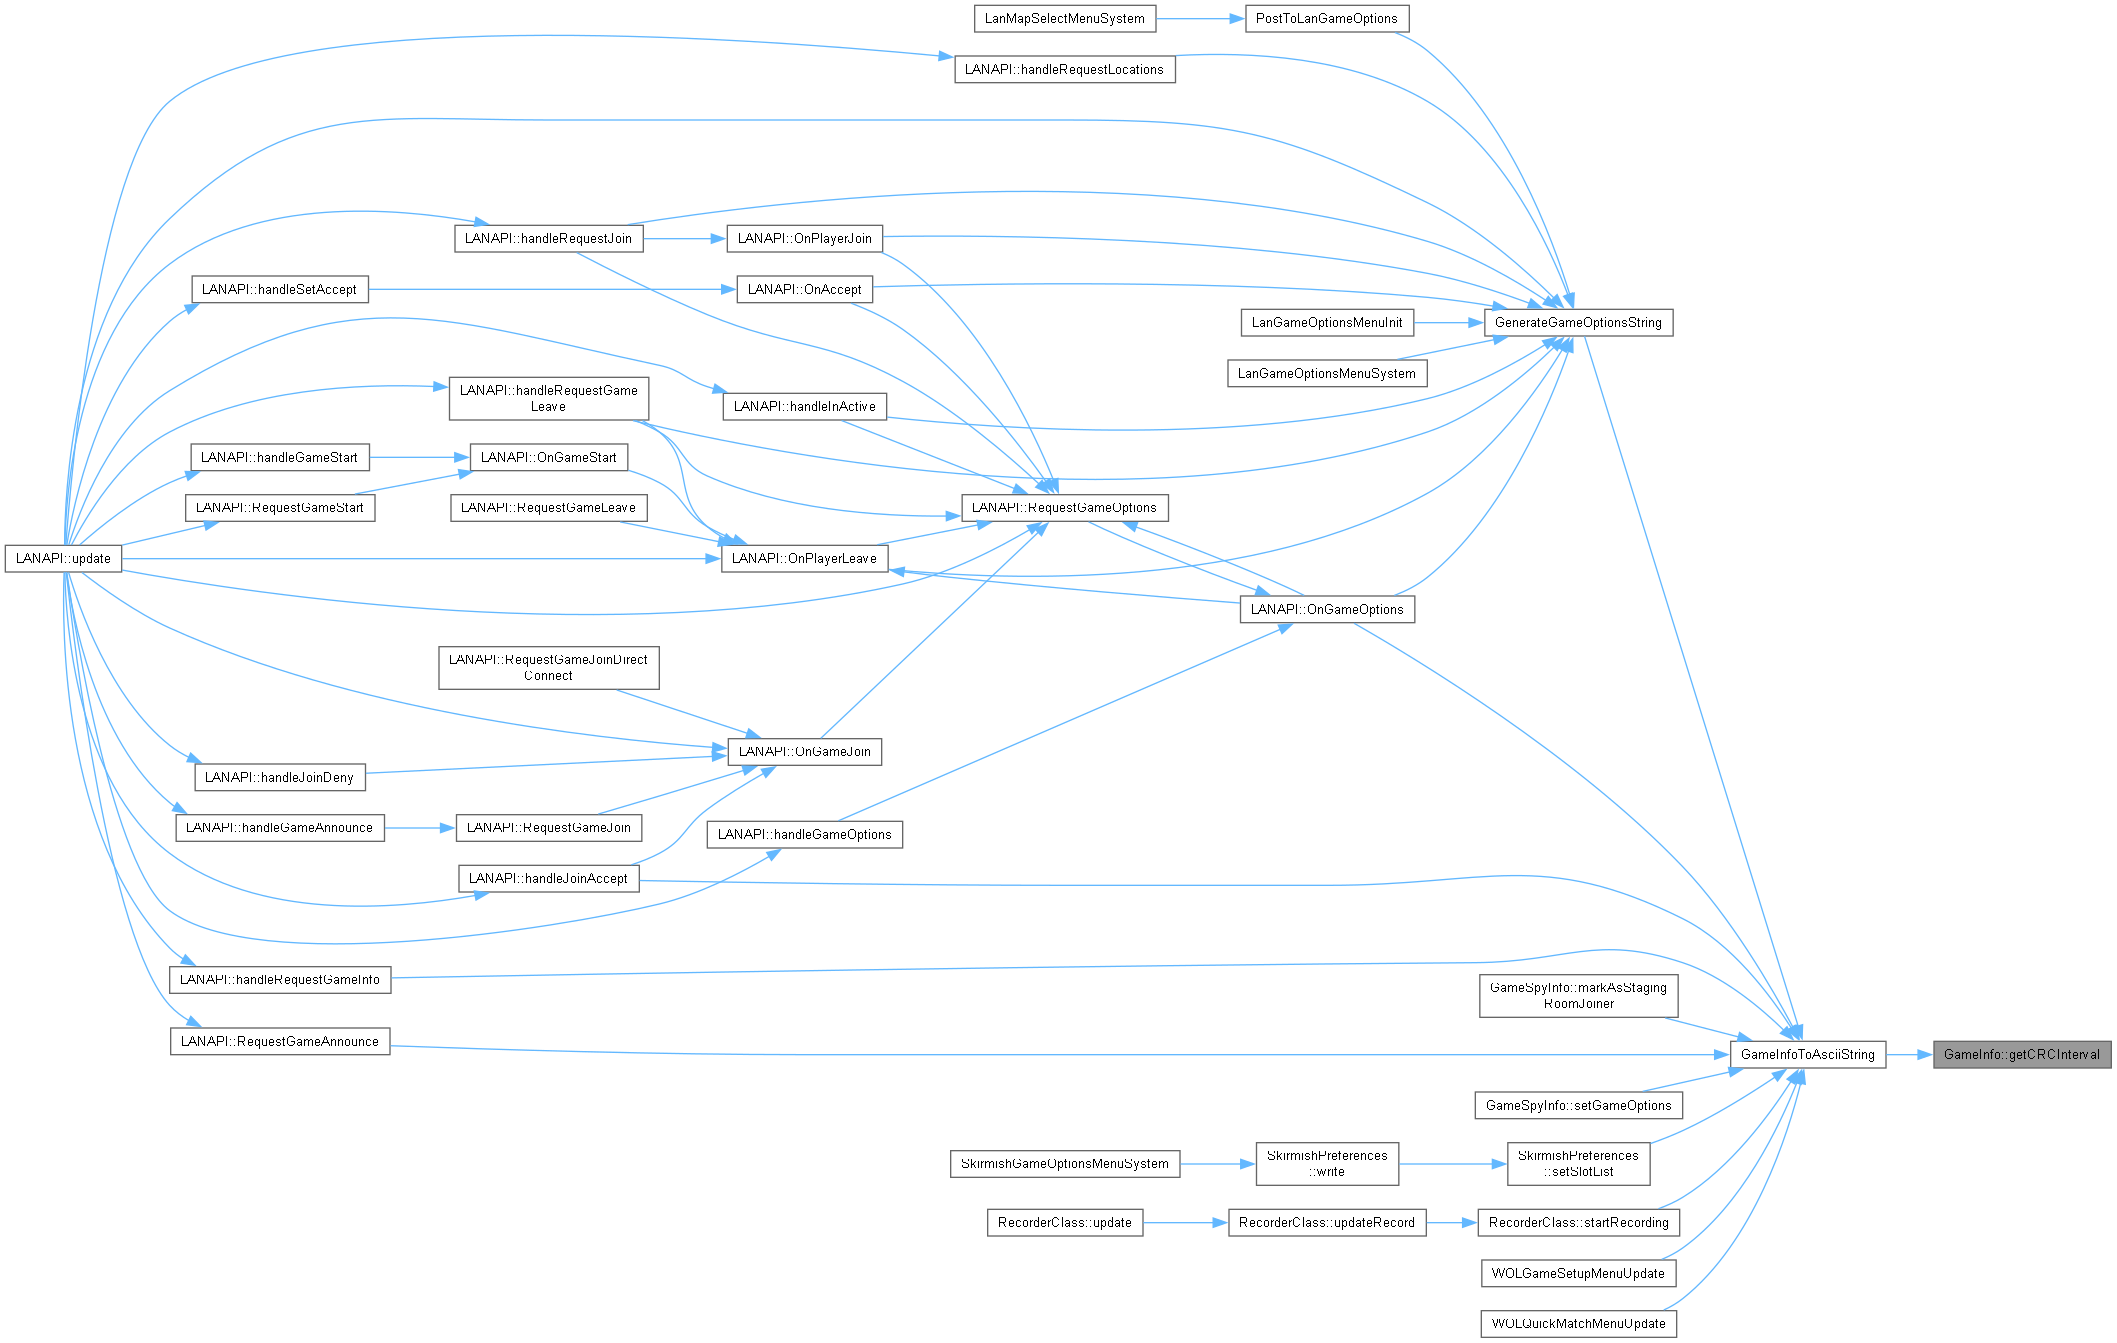 LanMapSelectMenuSystem
PostToLanGameOptions
LANAPI::handleRequestLocations
LANAPI::handleRequestJoin
LANAPI::OnPlayerJoin
LANAPI::handleSetAccept
LANAPI::OnAccept
LanGameOptionsMenuInit
GenerateGameOptionsString
LanGameOptionsMenuSystem
LANAPI::handleRequestGame
Leave
LANAPI::handleInActive
LANAPI::handleGameStart
LANAPI::OnGameStart
LANAPI::RequestGameStart
LANAPI::RequestGameLeave
LANAPI::RequestGameOptions
LANAPI::update
LANAPI::OnPlayerLeave
LANAPI::OnGameOptions
LANAPI::RequestGameJoinDirect
Connect
LANAPI::OnGameJoin
LANAPI::handleJoinDeny
LANAPI::handleGameAnnounce
LANAPI::RequestGameJoin
LANAPI::handleGameOptions
LANAPI::handleJoinAccept
LANAPI::handleRequestGameInfo
GameSpyInfo::markAsStaging
RoomJoiner
LANAPI::RequestGameAnnounce
GameInfoToAsciiString
GameInfo::getCRCInterval
GameSpyInfo::setGameOptions
SkirmishGameOptionsMenuSystem
SkirmishPreferences
::write
SkirmishPreferences
::setSlotList
RecorderClass::update
RecorderClass::updateRecord
RecorderClass::startRecording
WOLGameSetupMenuUpdate
WOLQuickMatchMenuUpdate